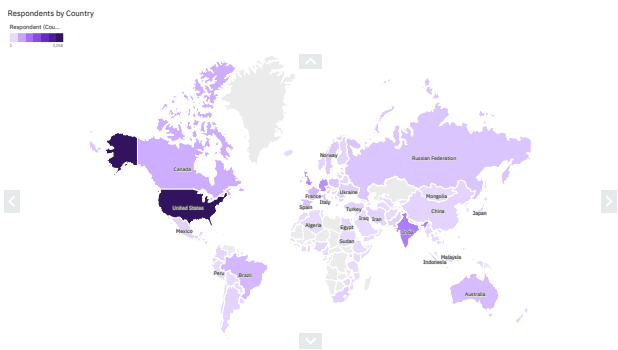 Respondents by Country
Respondent (Cou...
Norway
Russian Federation
Canada
Ukraine
France
Italy
Mongolia
United States
Spain
Turkey
China
Japan
Iraq
Iran
Mexico
Algeria
Egypt
India
Sudan
Malaysia
Indonesia
Peru
Brazil
Australia